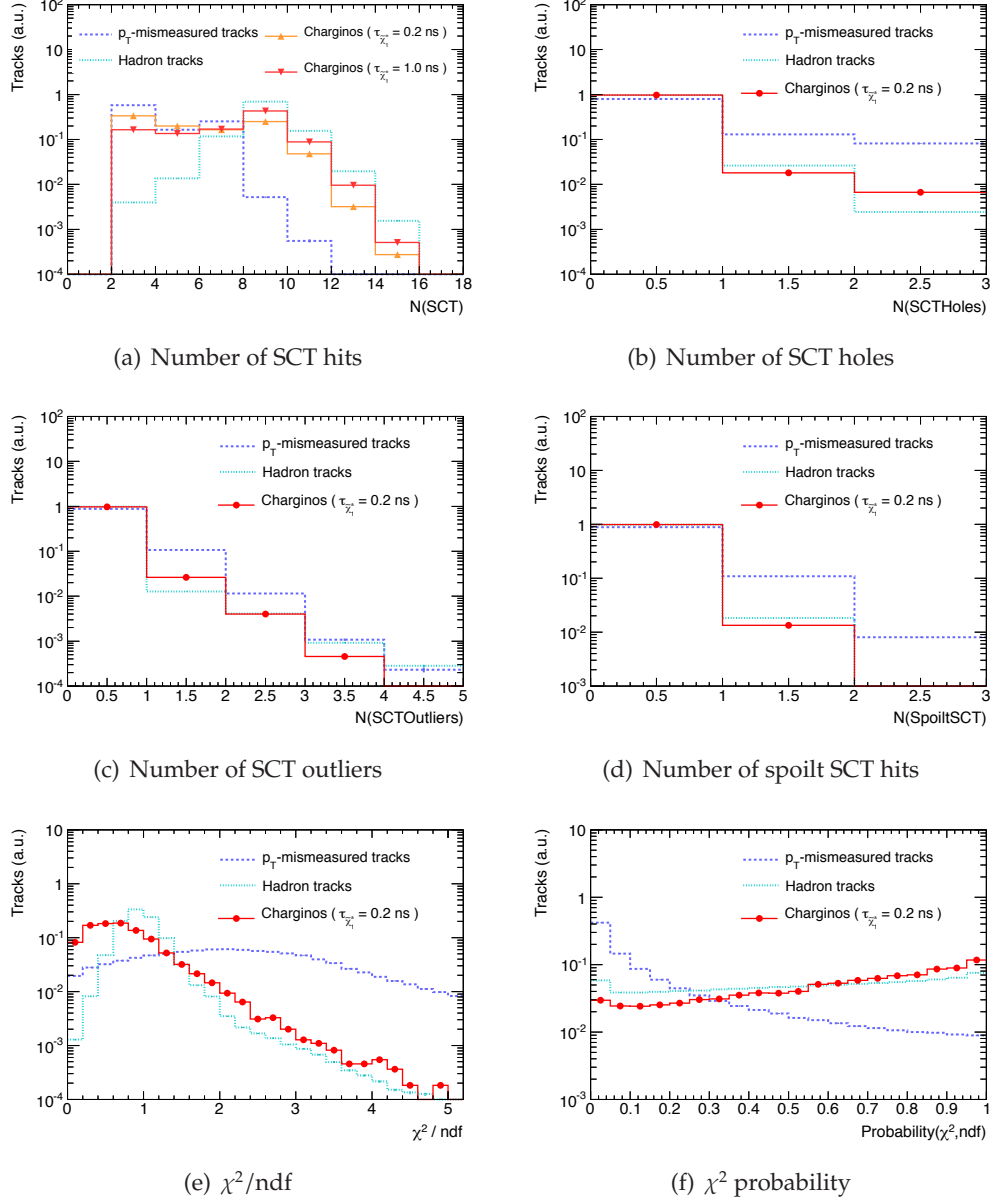 Tracks (a.u.)
10²
10
1
10⁻¹
10⁻²
10⁻³
10⁻⁴
p_T-mismeasured tracks
Hadron tracks
Charginos ( τ_χ̃₁± = 0.2 ns )
Charginos ( τ_χ̃₁± = 1.0 ns )
0 2 4 6 8 10 12 14 16 18
N(SCT)
(a) Number of SCT hits
Tracks (a.u.)
10²
10
1
10⁻¹
10⁻²
10⁻³
10⁻⁴
p_T-mismeasured tracks
Hadron tracks
Charginos ( τ_χ̃₁± = 0.2 ns )
0 0.5 1 1.5 2 2.5 3
N(SCTHoles)
(b) Number of SCT holes
Tracks (a.u.)
10²
10
1
10⁻¹
10⁻²
10⁻³
10⁻⁴
p_T-mismeasured tracks
Hadron tracks
Charginos ( τ_χ̃₁± = 0.2 ns )
0 0.5 1 1.5 2 2.5 3 3.5 4 4.5 5
N(SCTOutliers)
(c) Number of SCT outliers
Tracks (a.u.)
10²
10
1
10⁻¹
10⁻²
10⁻³
p_T-mismeasured tracks
Hadron tracks
Charginos ( τ_χ̃₁± = 0.2 ns )
0 0.5 1 1.5 2 2.5 3
N(SpoiltSCT)
(d) Number of spoilt SCT hits
Tracks (a.u.)
10
1
10⁻¹
10⁻²
10⁻³
10⁻⁴
p_T-mismeasured tracks
Hadron tracks
Charginos ( τ_χ̃₁± = 0.2 ns )
0 1 2 3 4 5
χ² / ndf
(e) χ²/ndf
Tracks (a.u.)
10
1
10⁻¹
10⁻²
10⁻³
p_T-mismeasured tracks
Hadron tracks
Charginos ( τ_χ̃₁± = 0.2 ns )
0 0.1 0.2 0.3 0.4 0.5 0.6 0.7 0.8 0.9 1
Probability(χ²,ndf)
(f) χ² probability